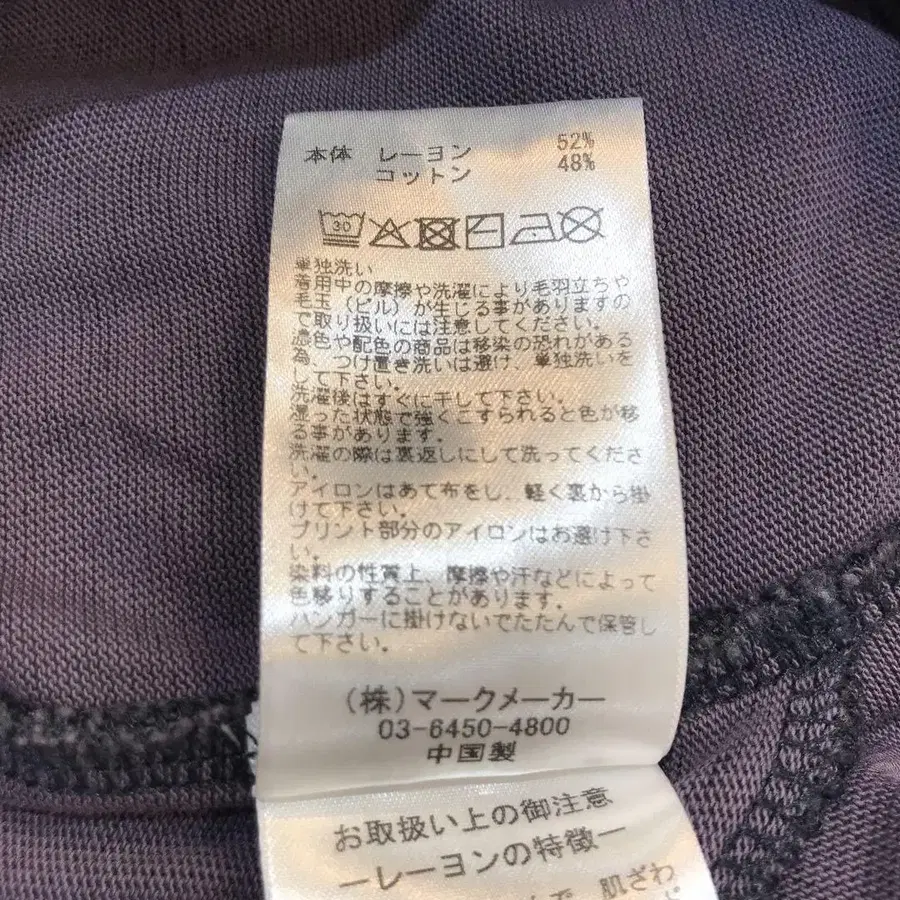 本体 レーヨン 52%
コットン 48%
30
単独洗い
着用中の摩擦や洗濯により毛羽立ちや
毛玉（ピル）が生じる事がありますの
で取り扱いには注意してください。
濃色や配色の商品は移染の恐れがある
為、つけ置き洗いは避け、単独洗いを
して下さい。
洗濯後はすぐに干して下さい。
湿った状態で強くこすられると色が移
る事があります。
洗濯の際は裏返しにして洗ってくださ
い。
アイロンはあて布をし、軽く裏から掛
けて下さい。
プリント部分のアイロンはお避け下さ
い。
染料の性質上、摩擦や汗などによって
色移りすることがあります。
ハンガーに掛けないでたたんで保管し
て下さい。
（株）マークメーカー
03-6450-4800
中国製
お取扱い上の御注意
ーレーヨンの特徴ー
で、肌ざわ